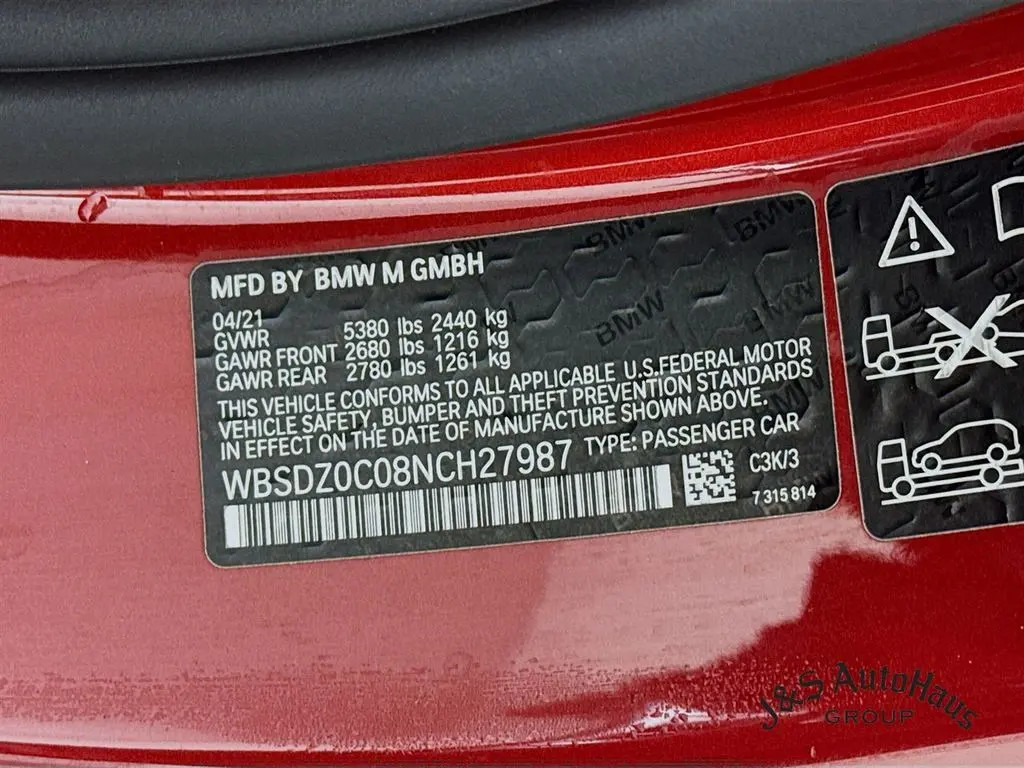 MFD BY BMW M GMBH
04/21
GVWR 5380 lbs 2440 kg
GAWR FRONT 2680 lbs 1216 kg
GAWR REAR 2780 lbs 1261 kg
THIS VEHICLE CONFORMS TO ALL APPLICABLE U.S.FEDERAL MOTOR
VEHICLE SAFETY, BUMPER AND THEFT PREVENTION STANDARDS
IN EFFECT ON THE DATE OF MANUFACTURE SHOWN ABOVE.
WBSDZ0C08NCH27987 TYPE: PASSENGER CAR
C3K/3
7 315 814
BMW
BMW
BMW
J&S AutoHaus
GROUP